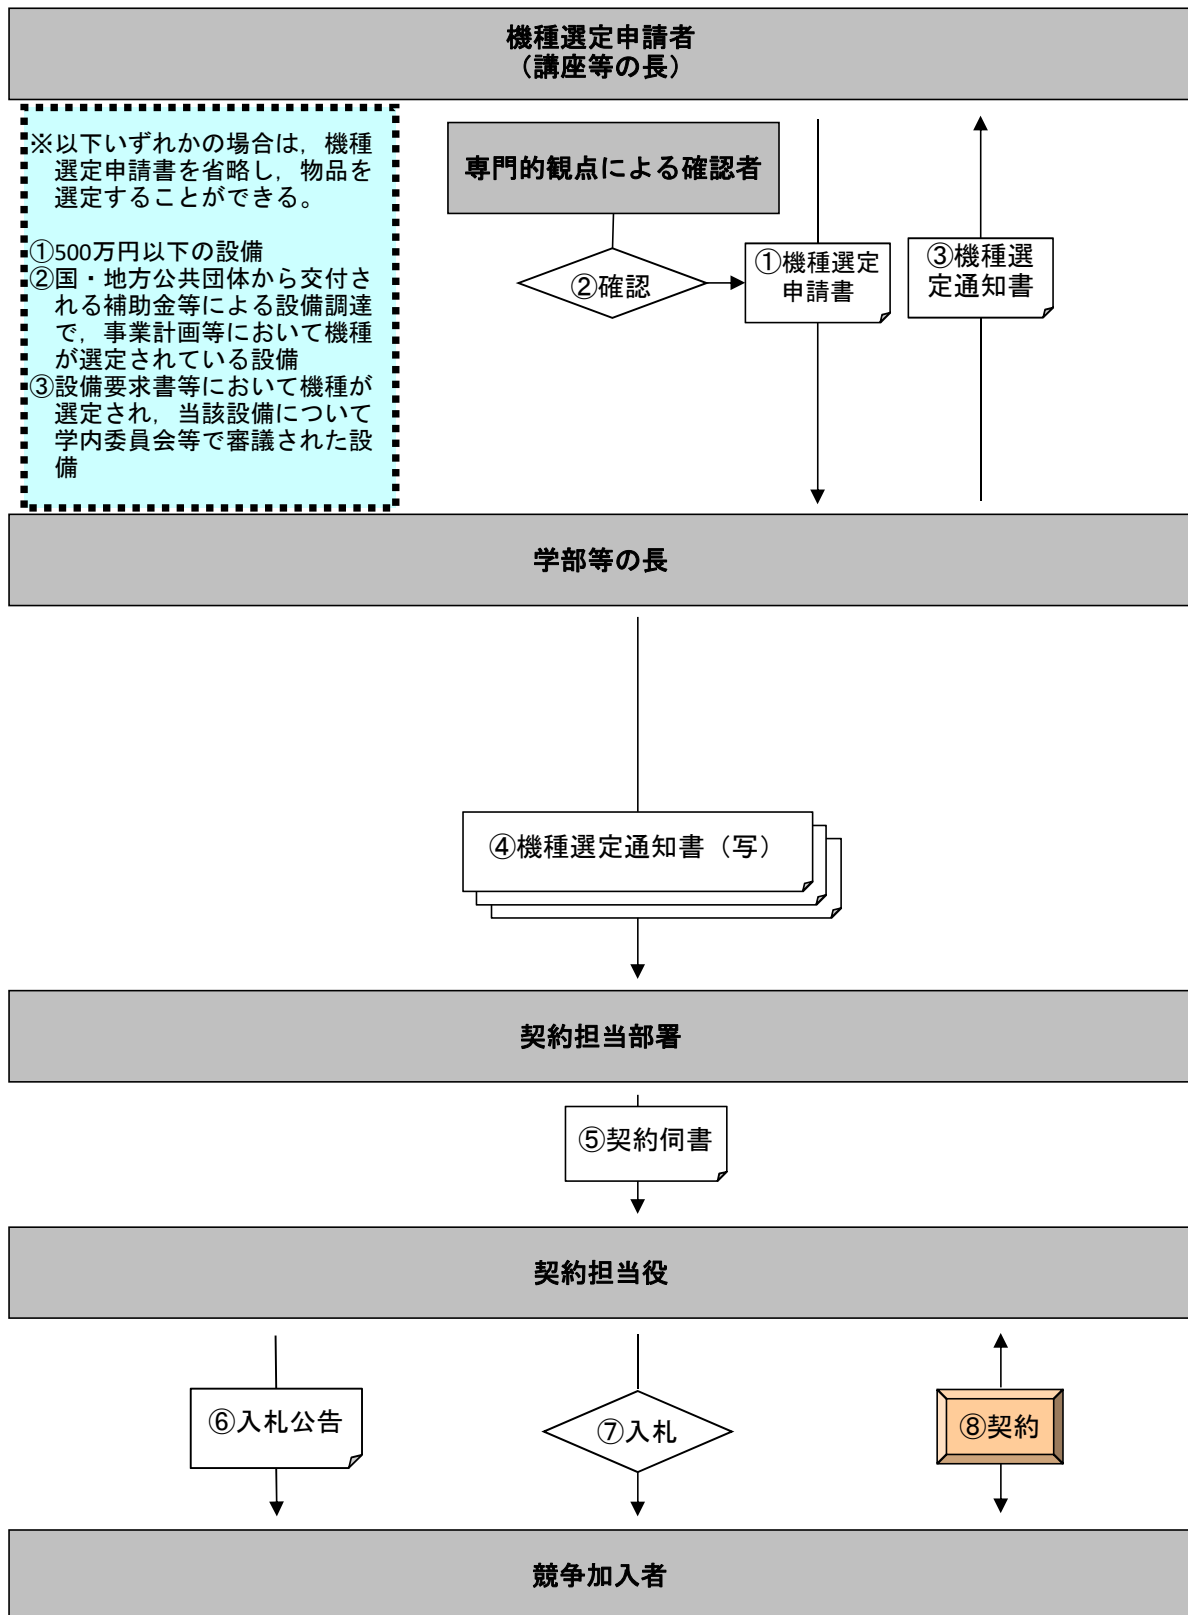 機種選定申請者
（講座等の長）
※以下いずれかの場合は，機種
選定申請書を省略し，物品を
選定することができる。
①500万円以下の設備
②国・地方公共団体から交付さ
れる補助金等による設備調達
で，事業計画等において機種
が選定されている設備
③設備要求書等において機種が
選定され，当該設備について
学内委員会等で審議された設
備
専門的観点による確認者
②確認
①機種選定
申請書
③機種選
定通知書
学部等の長
④機種選定通知書（写）
契約担当部署
⑤契約伺書
契約担当役
⑥入札公告
⑦入札
⑧契約
競争加入者